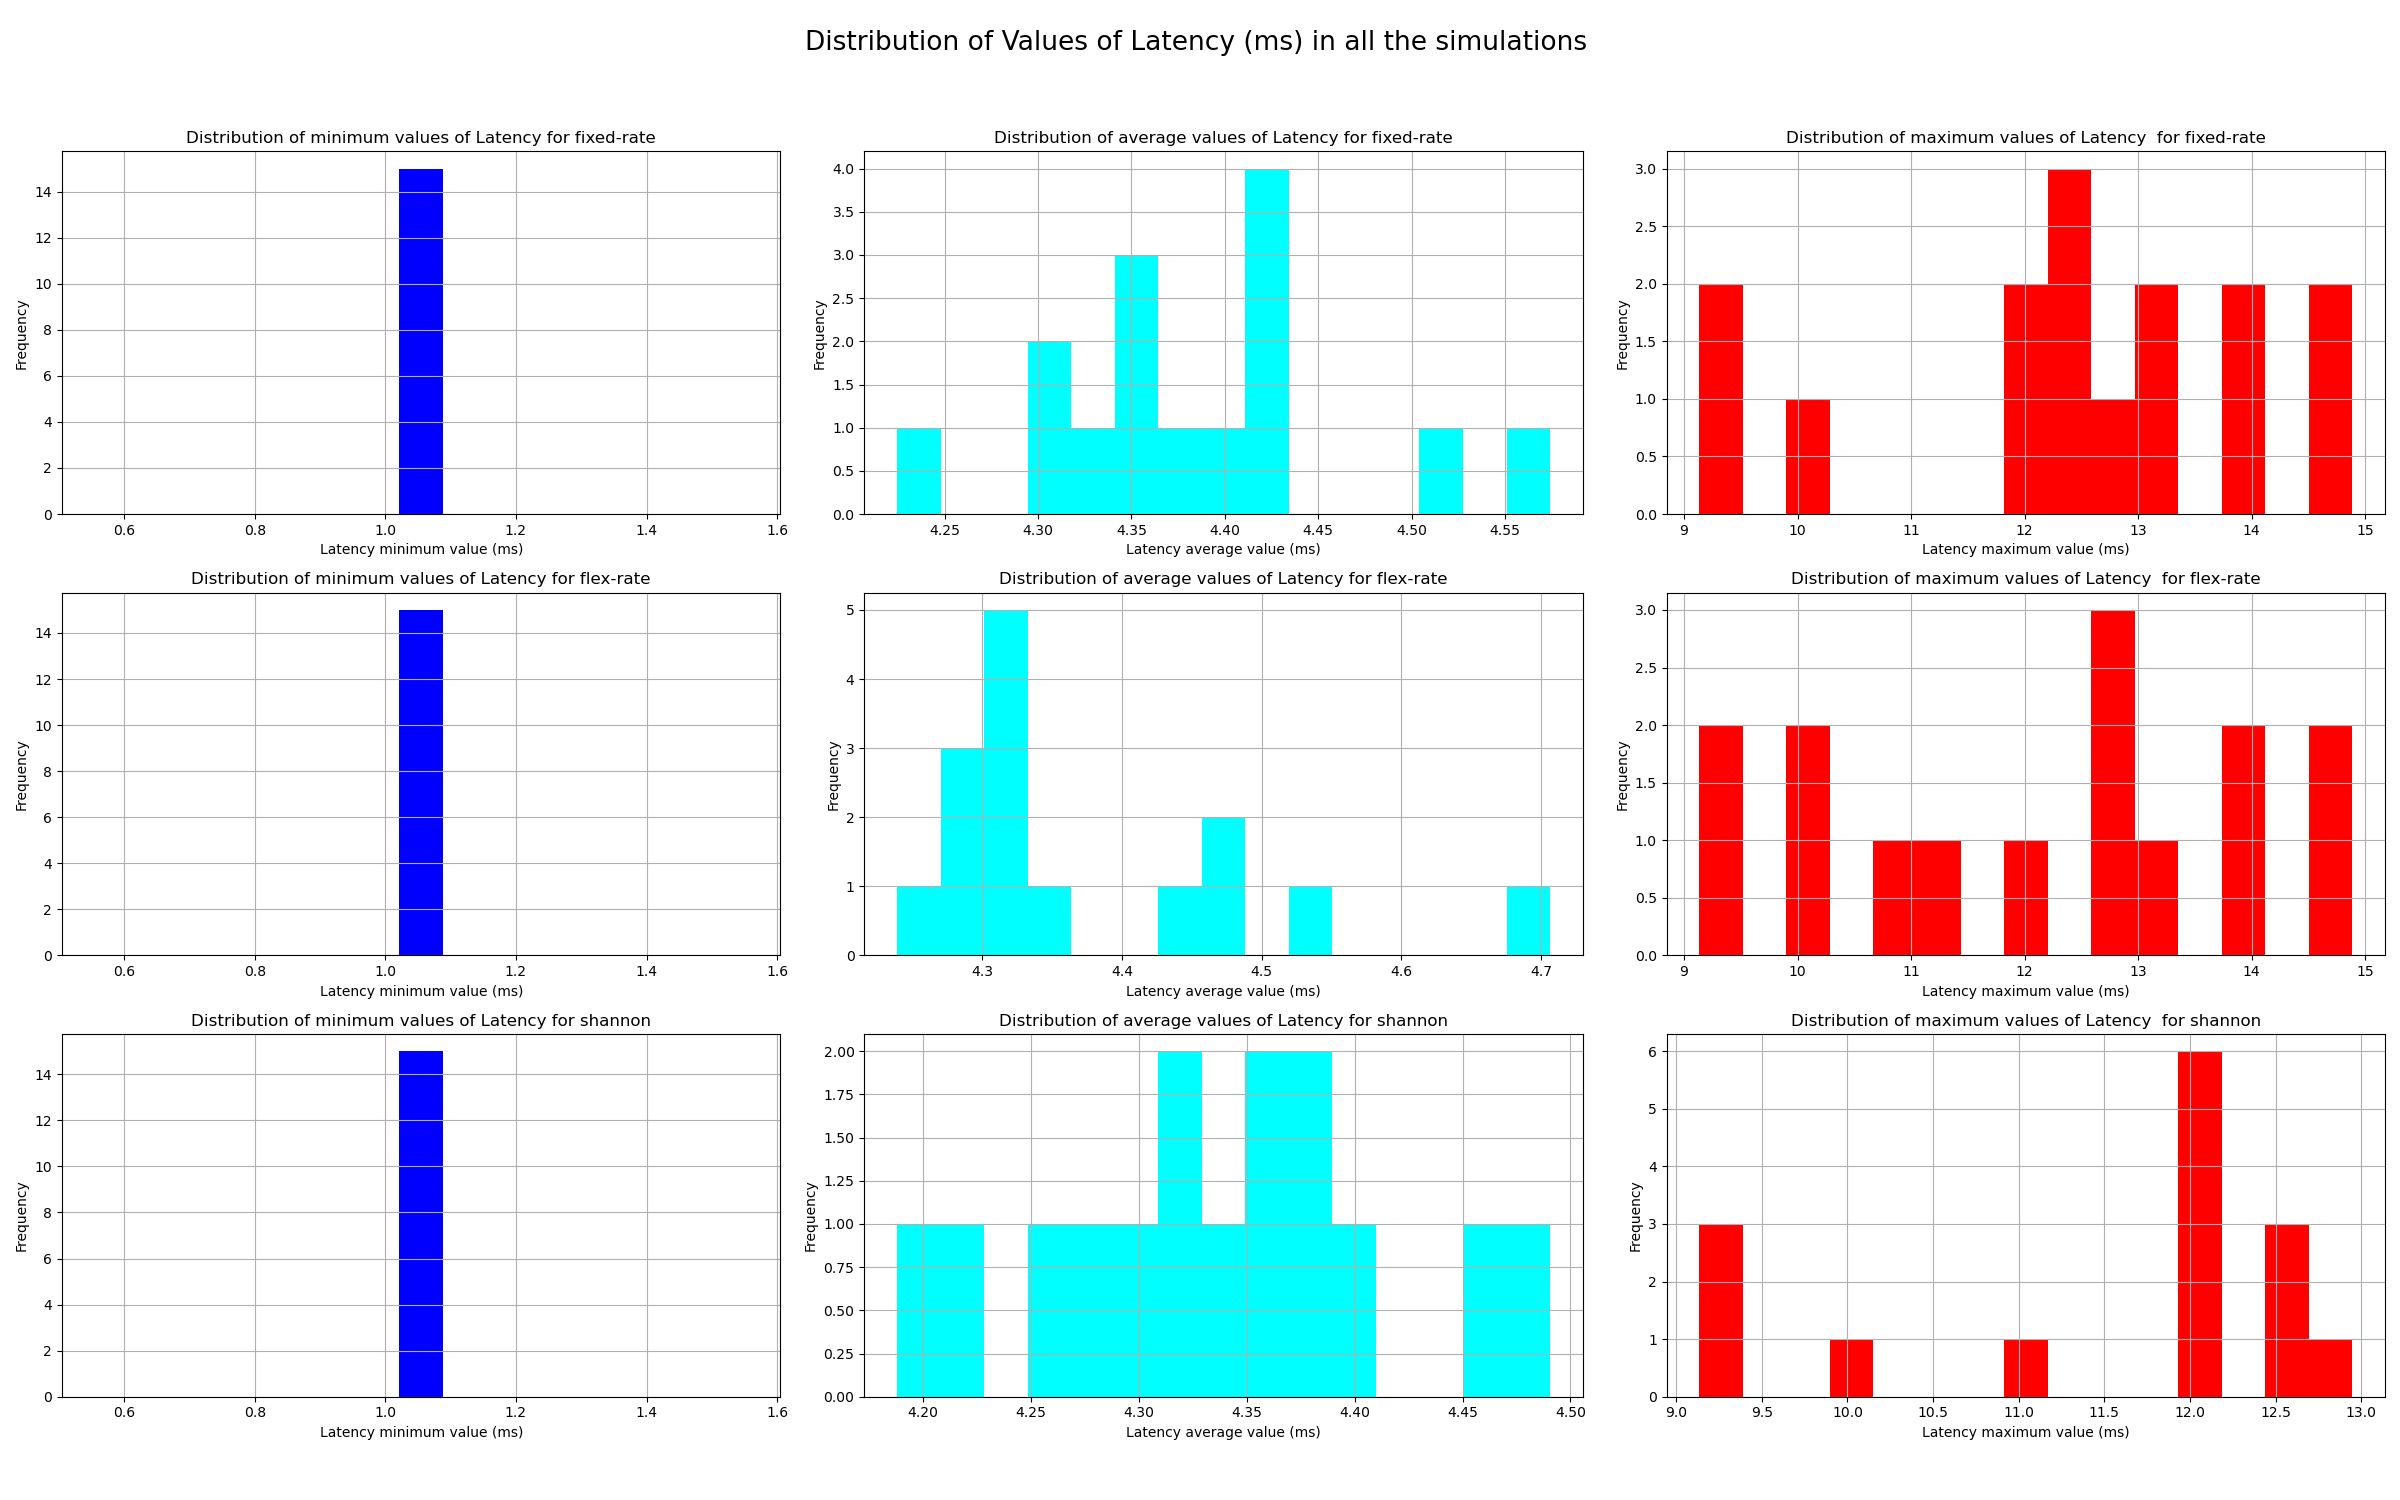 Distribution of Values of Latency (ms) in all the simulations
Distribution of minimum values of Latency for fixed-rate
Frequency
14
12
10
8
6
4
2
0
0.6 0.8 1.0 1.2 1.4 1.6
Latency minimum value (ms)
Distribution of average values of Latency for fixed-rate
Frequency
4.0
3.5
3.0
2.5
2.0
1.5
1.0
0.5
0.0
4.25 4.30 4.35 4.40 4.45 4.50 4.55
Latency average value (ms)
Distribution of maximum values of Latency  for fixed-rate
Frequency
3.0
2.5
2.0
1.5
1.0
0.5
0.0
9 10 11 12 13 14 15
Latency maximum value (ms)
Distribution of minimum values of Latency for flex-rate
Frequency
14
12
10
8
6
4
2
0
0.6 0.8 1.0 1.2 1.4 1.6
Latency minimum value (ms)
Distribution of average values of Latency for flex-rate
Frequency
5
4
3
2
1
0
4.3 4.4 4.5 4.6 4.7
Latency average value (ms)
Distribution of maximum values of Latency  for flex-rate
Frequency
3.0
2.5
2.0
1.5
1.0
0.5
0.0
9 10 11 12 13 14 15
Latency maximum value (ms)
Distribution of minimum values of Latency for shannon
Frequency
14
12
10
8
6
4
2
0
0.6 0.8 1.0 1.2 1.4 1.6
Latency minimum value (ms)
Distribution of average values of Latency for shannon
Frequency
2.00
1.75
1.50
1.25
1.00
0.75
0.50
0.25
0.00
4.20 4.25 4.30 4.35 4.40 4.45 4.50
Latency average value (ms)
Distribution of maximum values of Latency  for shannon
Frequency
6
5
4
3
2
1
0
9.0 9.5 10.0 10.5 11.0 11.5 12.0 12.5 13.0
Latency maximum value (ms)